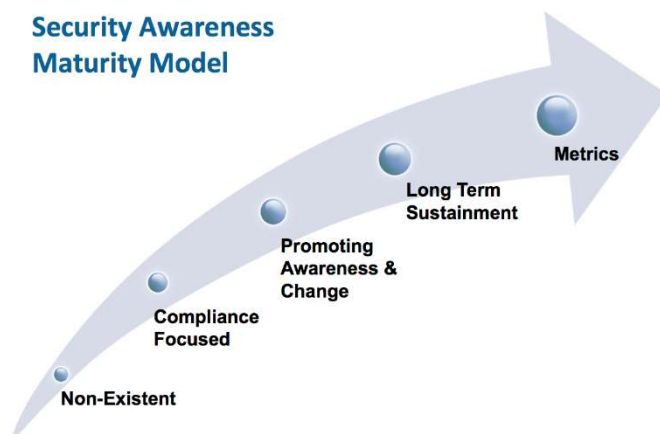 Security Awareness
Maturity Model
Metrics
Long Term
Sustainment
Promoting
Awareness &
Change
Compliance
Focused
Non-Existent